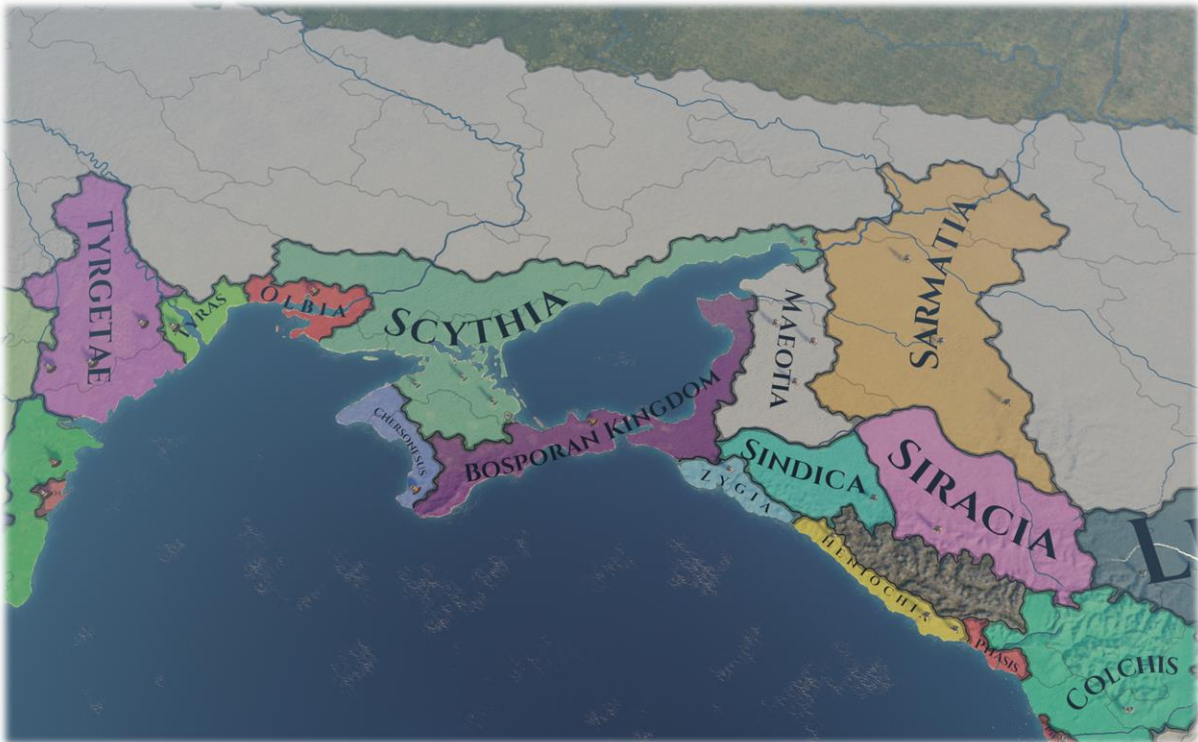 TYRGETAE
TYRAS
OLBIA
SCYTHIA
CHERSONESUS
BOSPORAN KINGDOM
MAEOTIA
SARMATIA
SINDICA
ZYGIA
SIRACIA
HENIOCHIA
PHASIS
COLCHIS
L